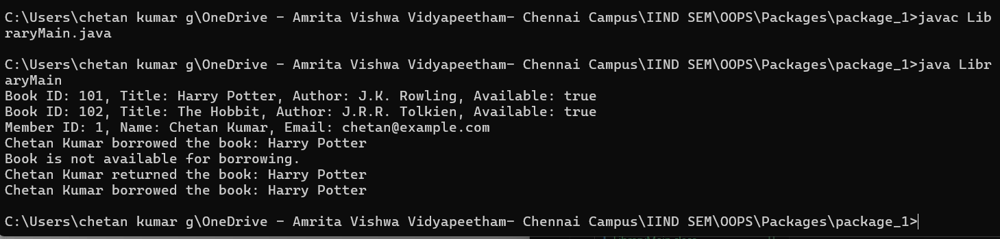 C:\Users\chetan kumar g\OneDrive - Amrita Vishwa Vidyapeetham- Chennai Campus\IIND SEM\OOPS\Packages\package_1>javac Lib
raryMain.java
C:\Users\chetan kumar g\OneDrive - Amrita Vishwa Vidyapeetham- Chennai Campus\IIND SEM\OOPS\Packages\package_1>java Libr
aryMain
Book ID: 101, Title: Harry Potter, Author: J.K. Rowling, Available: true
Book ID: 102, Title: The Hobbit, Author: J.R.R. Tolkien, Available: true
Member ID: 1, Name: Chetan Kumar, Email: chetan@example.com
Chetan Kumar borrowed the book: Harry Potter
Book is not available for borrowing.
Chetan Kumar returned the book: Harry Potter
Chetan Kumar borrowed the book: Harry Potter
C:\Users\chetan kumar g\OneDrive - Amrita Vishwa Vidyapeetham- Chennai Campus\IIND SEM\OOPS\Packages\package_1>